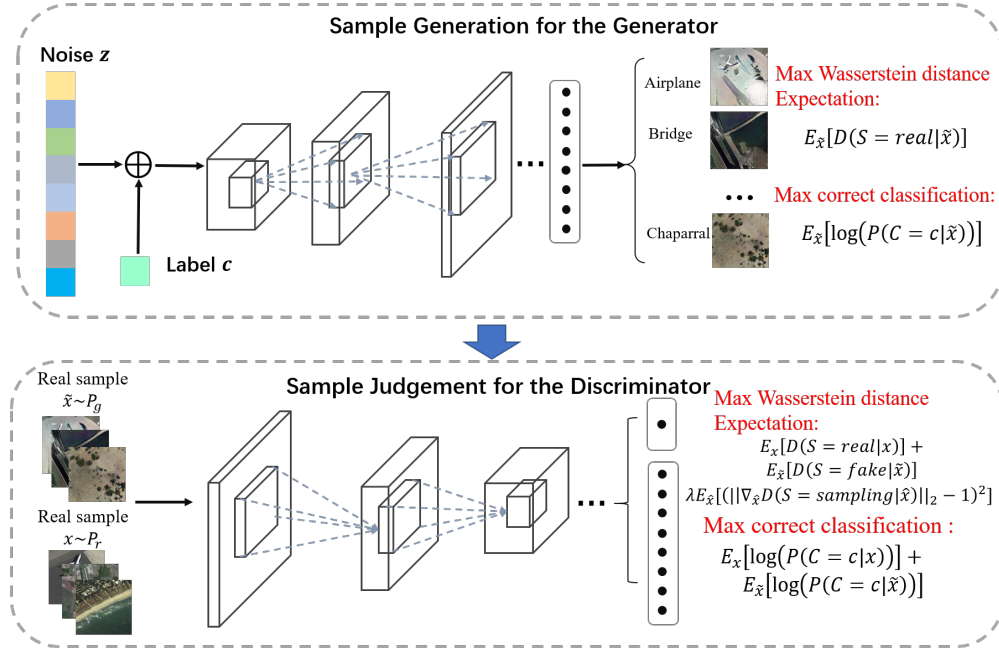 Sample Generation for the Generator
Noise z
Label c
Airplane
Bridge
...
Chaparral
Max Wasserstein distance
Expectation:
E_x̃[D(S = real|x̃)]
Max correct classification:
E_x̃[log(P(C = c|x̃))]
Sample Judgement for the Discriminator
Real sample
x̃~P_g
Real sample
x~P_r
Max Wasserstein distance
Expectation:
E_x[D(S = real|x)] +
E_x̃[D(S = fake|x̃)]
λE_x̂[(||∇_x̂D(S = sampling|x̂)||₂ − 1)²]
Max correct classification :
E_x[log(P(C = c|x))] +
E_x̃[log(P(C = c|x̃))]